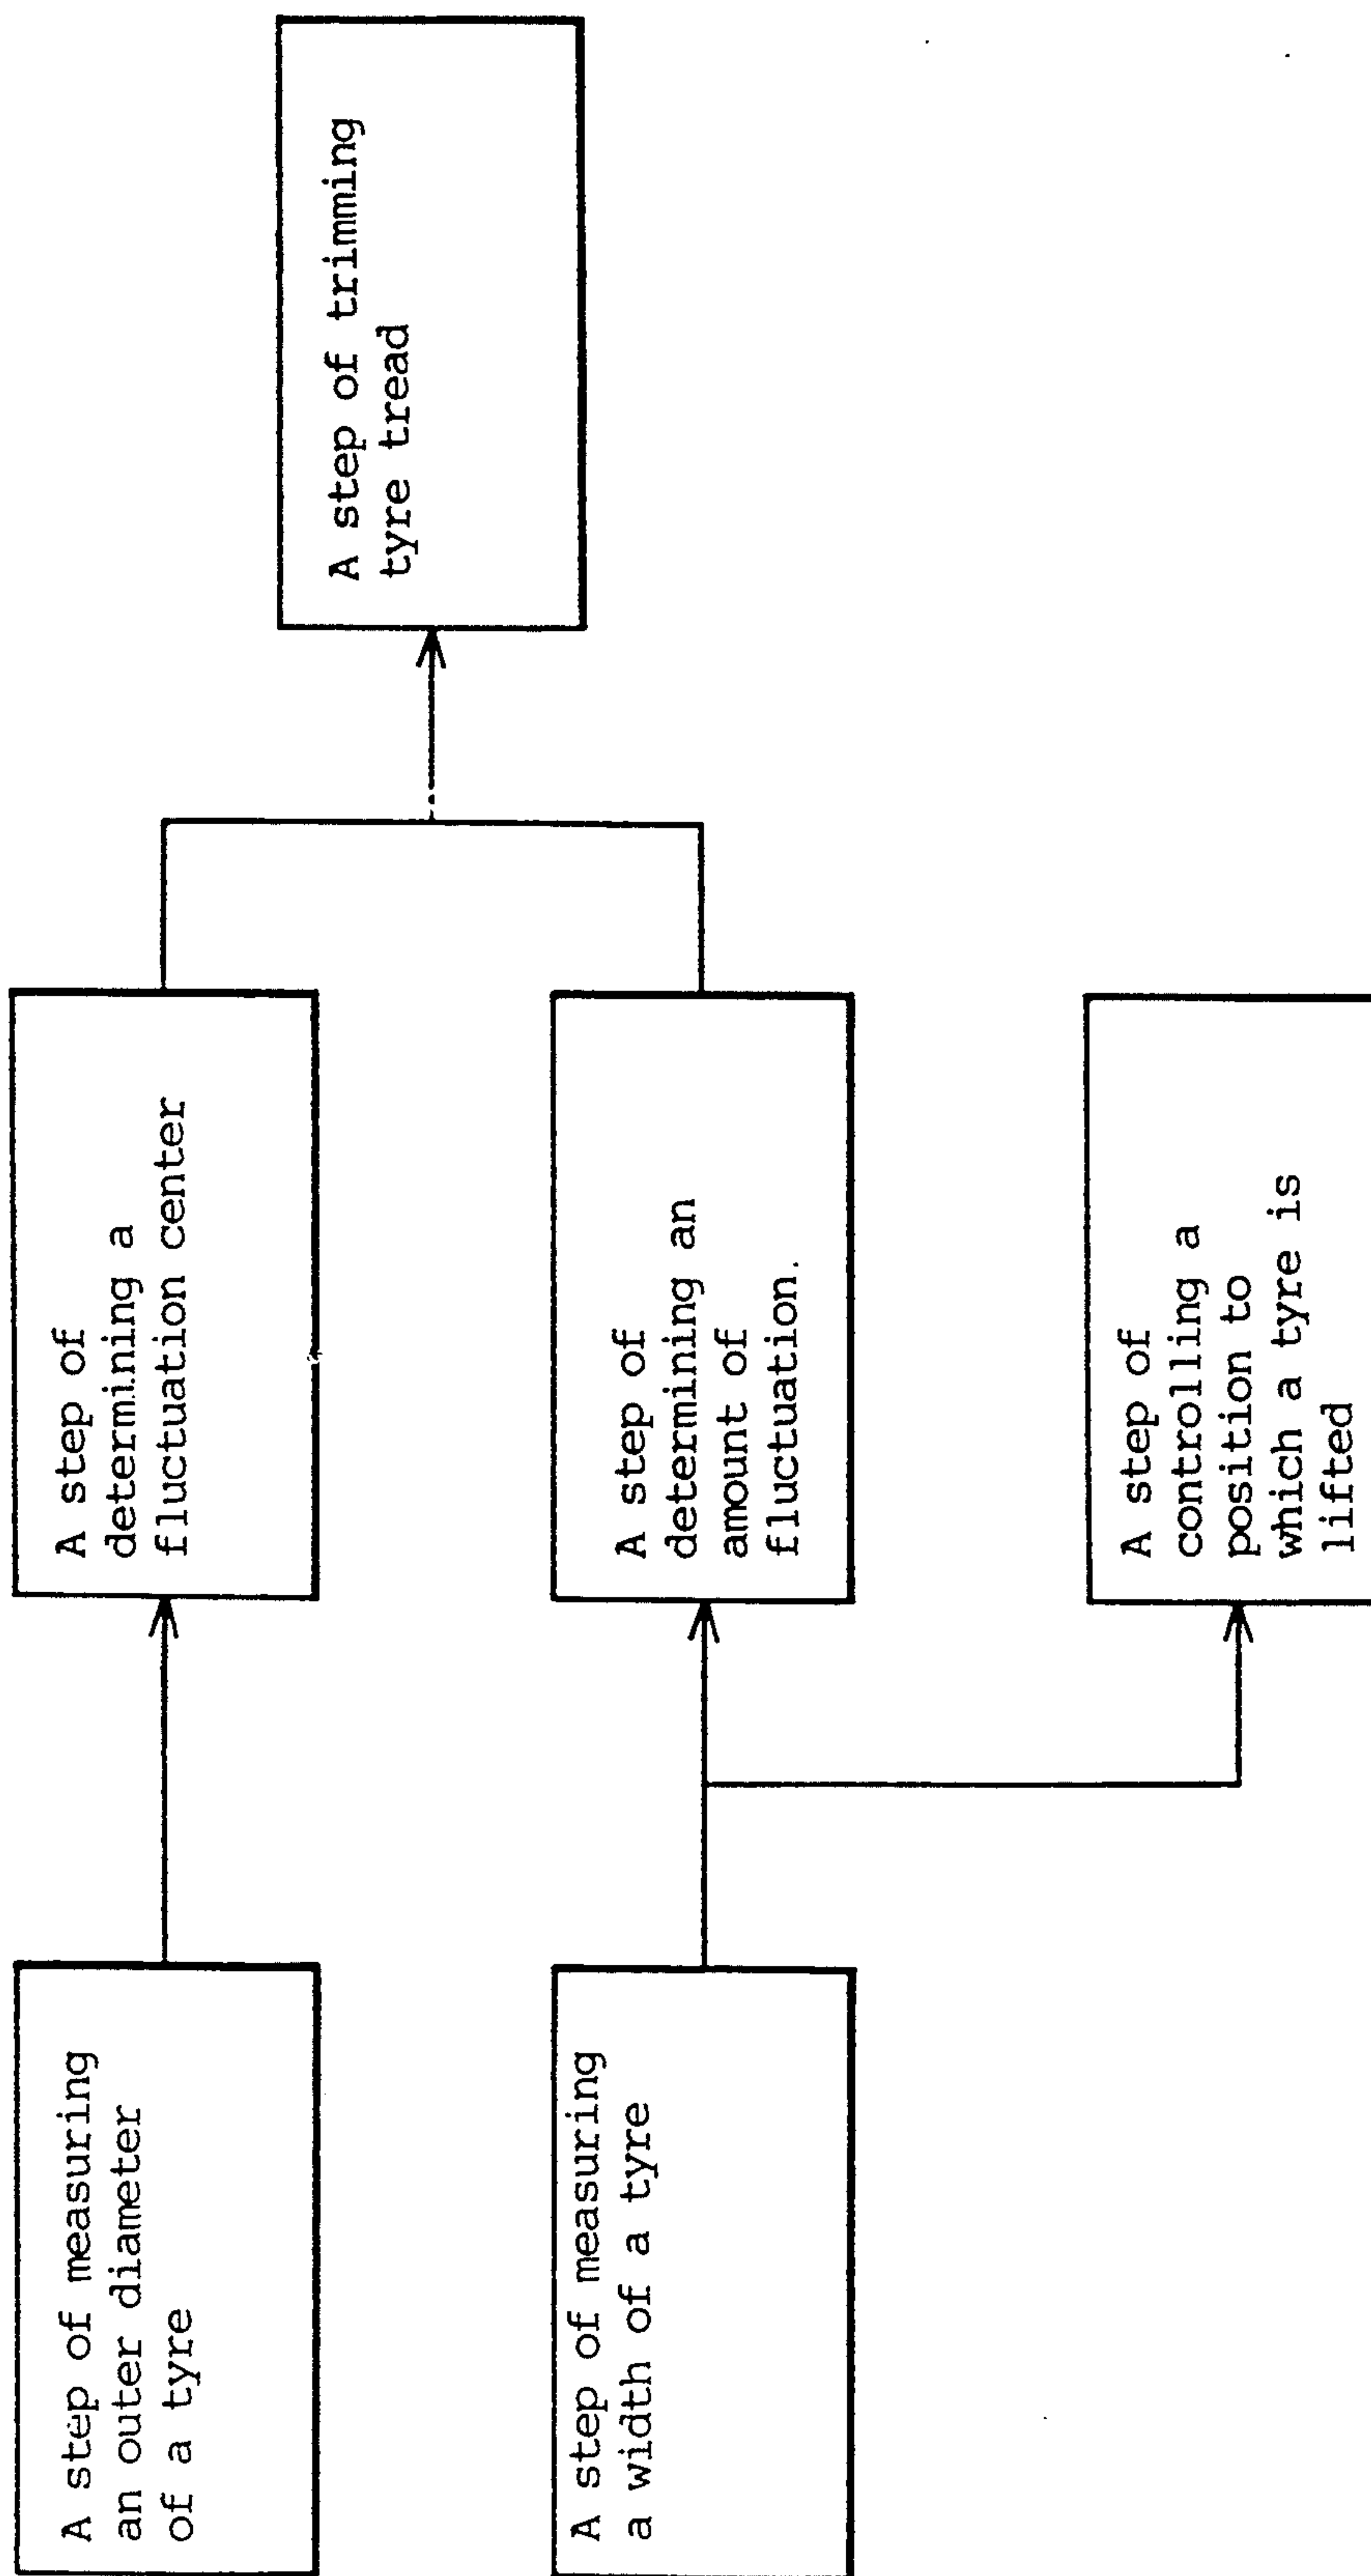 A step of measuring
an outer diameter
of a tyre
A step of
determining a
fluctuation center
A step of measuring
a width of a tyre
A step of
determining an
amount of
fluctuation.
A step of
controlling a
position to
which a tyre is
lifted
A step of trimming
tyre tread